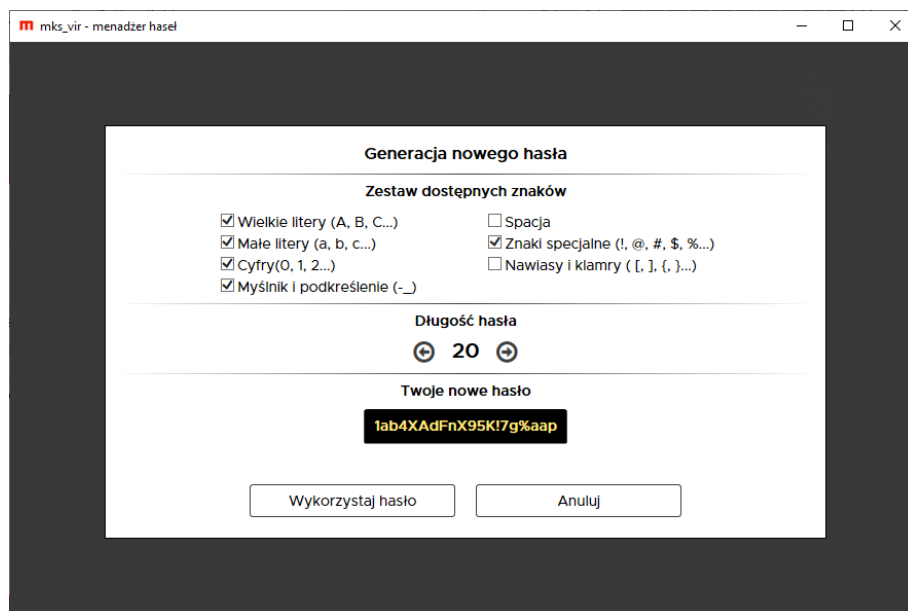 mks_vir - menadżer haseł
Generacja nowego hasła
Zestaw dostępnych znaków
Wielkie litery (A, B, C...)
Spacja
Małe litery (a, b, c...)
Znaki specjalne (!, @, #, $, %...)
Cyfry(0, 1, 2...)
Nawiasy i klamry ( [, ], {, }...)
Myślnik i podkreślenie (-_)
Długość hasła
20
Twoje nowe hasło
1ab4XAdFnX95K!7g%aap
Wykorzystaj hasło
Anuluj